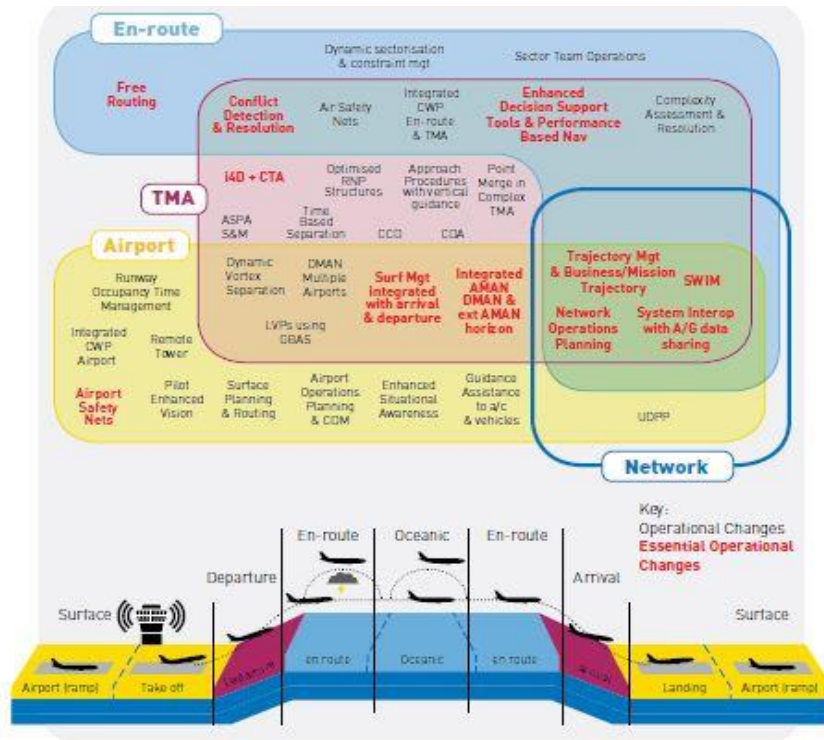 En-route
Dynamic sectorisation
& constraint mgt
Sector Team Operations
Free
Routing
Conflict
Detection
& Resolution
Air Safety
Nets
Integrated
CWP
En-route
& TMA
Enhanced
Decision Support
Tools & Performance
Based Nav
Complexity
Assessment &
Resolution
TMA
i4D + CTA
Optimised
RNP
Structures
Approach
Procedures
with vertical
guidance
Point
Merge in
Complex
TMA
ASPA
S&M
Time
Based
Separation
CCD
CDA
Airport
Runway
Occupancy Time
Management
Dynamic
Vortex
Separation
DMAN
Multiple
Airports
Surf Mgt
integrated
with arrival
& departure
Integrated
AMAN
DMAN &
ext AMAN
horizon
Trajectory Mgt
& Business/Mission
Trajectory
SWIM
LVPs using
GBAS
Network
Operations
Planning
System Interop
with A/G data
sharing
Integrated
CWP
Airport
Remote
Tower
Airport
Safety
Nets
Pilot
Enhanced
Vision
Surface
Planning
& Routing
Airport
Operations
Planning
& CDM
Enhanced
Situational
Awareness
Guidance
Assistance
to a/c
& vehicles
UDPP
Network
Key:
Operational Changes
Essential Operational
Changes
En-route
Oceanic
En-route
Departure
Arrival
Surface
Surface
Airport (ramp)
Take off
Departure
en route
Oceanic
en route
Arrival
Landing
Airport (ramp)